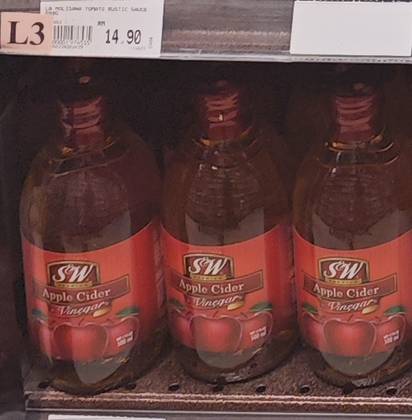 LA MOLISANA TOMATO RUSTIC SAUCE
L3
RM
14.90
S&W
Apple Cider
Vinegar
S&W
Apple Cider
Vinegar
S&W
Apple Cider
Vinegar